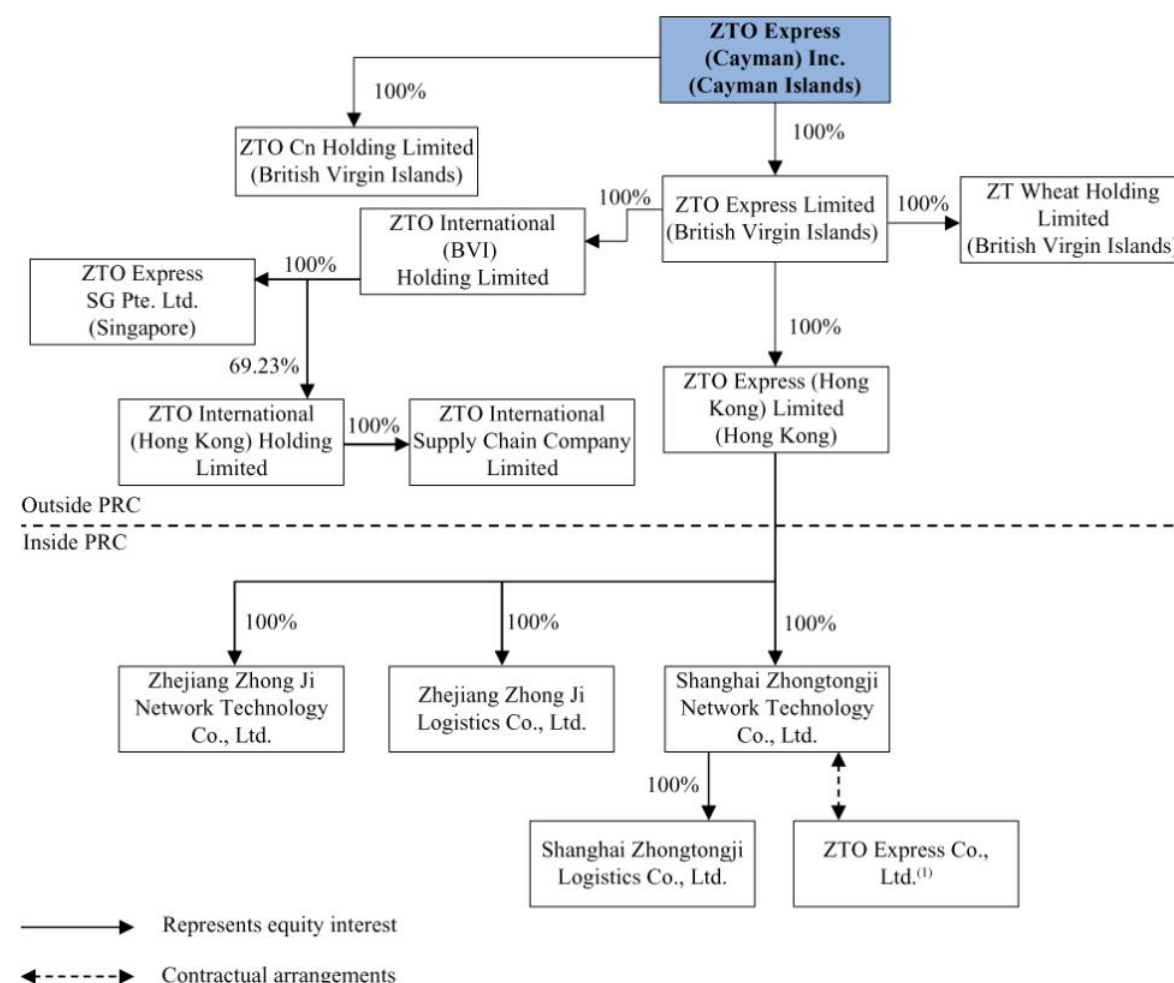 ZTO Express
(Cayman) Inc.
(Cayman Islands)
100%
100%
ZTO Cn Holding Limited
(British Virgin Islands)
100%
ZTO Express Limited
(British Virgin Islands)
100%
ZT Wheat Holding
Limited
(British Virgin Islands)
ZTO International
(BVI)
Holding Limited
100%
ZTO Express
SG Pte. Ltd.
(Singapore)
100%
69.23%
ZTO Express (Hong
Kong) Limited
(Hong Kong)
ZTO International
(Hong Kong) Holding
Limited
100%
ZTO International
Supply Chain Company
Limited
Outside PRC
Inside PRC
100%
100%
100%
Zhejiang Zhong Ji
Network Technology
Co., Ltd.
Zhejiang Zhong Ji
Logistics Co., Ltd.
Shanghai Zhongtongji
Network Technology
Co., Ltd.
100%
Shanghai Zhongtongji
Logistics Co., Ltd.
ZTO Express Co.,
Ltd.(1)
Represents equity interest
Contractual arrangements